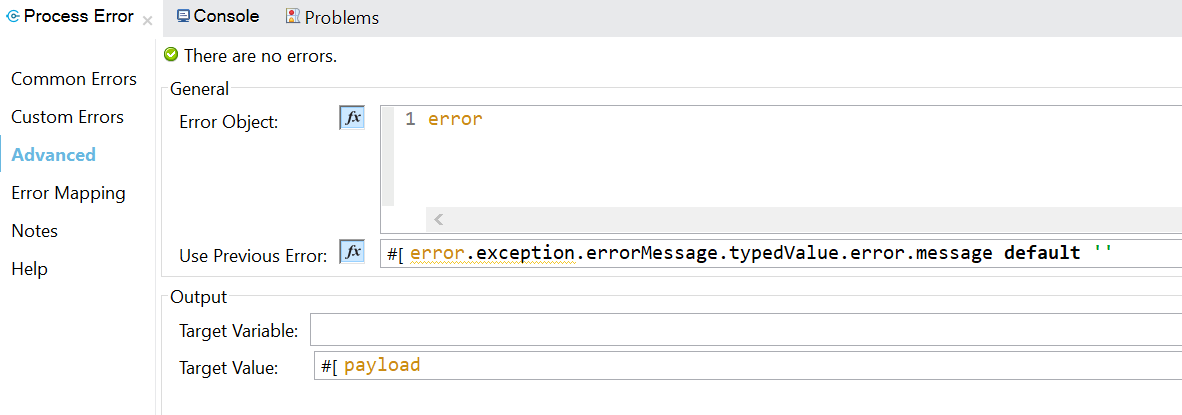 Process Error Console Problems
There are no errors.
Common Errors
Custom Errors
Advanced
Error Mapping
Notes
Help
General
Error Object: fx 1 error
Use Previous Error: fx #[ error.exception.errorMessage.typedValue.error.message default ''
Output
Target Variable:
Target Value: #[ payload